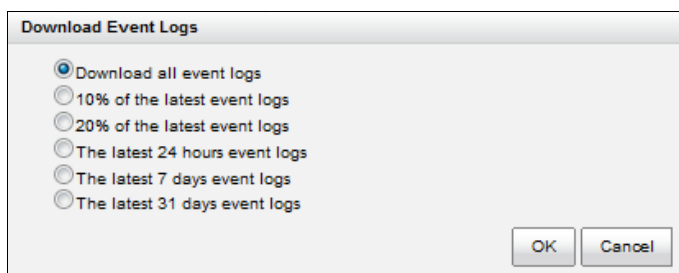 Download Event Logs
Download all event logs
10% of the latest event logs
20% of the latest event logs
The latest 24 hours event logs
The latest 7 days event logs
The latest 31 days event logs
OK Cancel